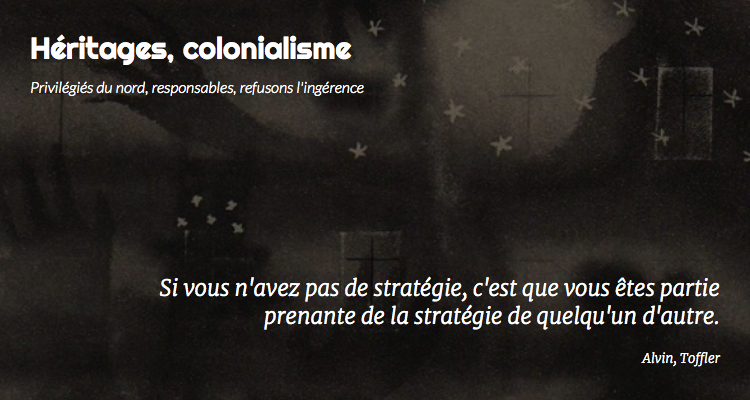 Héritages, colonialisme
Privilégiés du nord, responsables, refusons l'ingérence
Si vous n'avez pas de stratégie, c'est que vous êtes partie
prenante de la stratégie de quelqu'un d'autre.
Alvin, Toffler